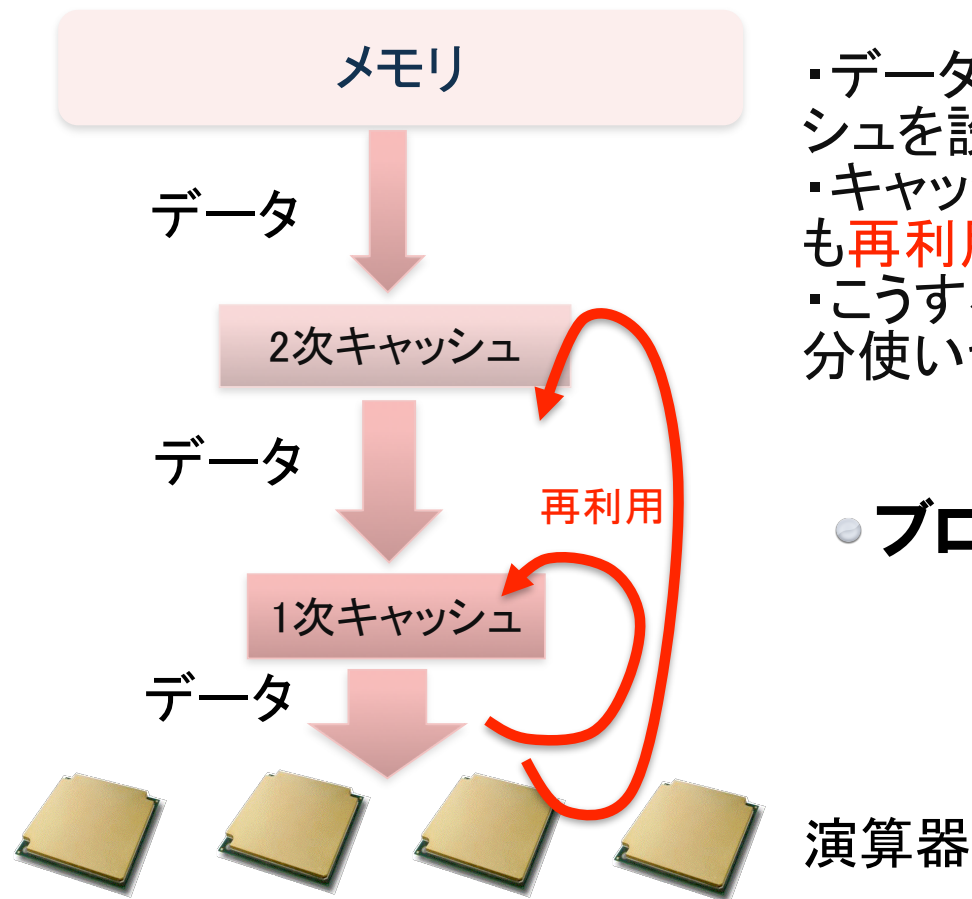 メモリ
・データ
シュを
・キャッ
も再利
データ
・こうす
分使い
2次キャッシュ
データ
再利用
・ブロ
1次キャッシュ
データ
演算器